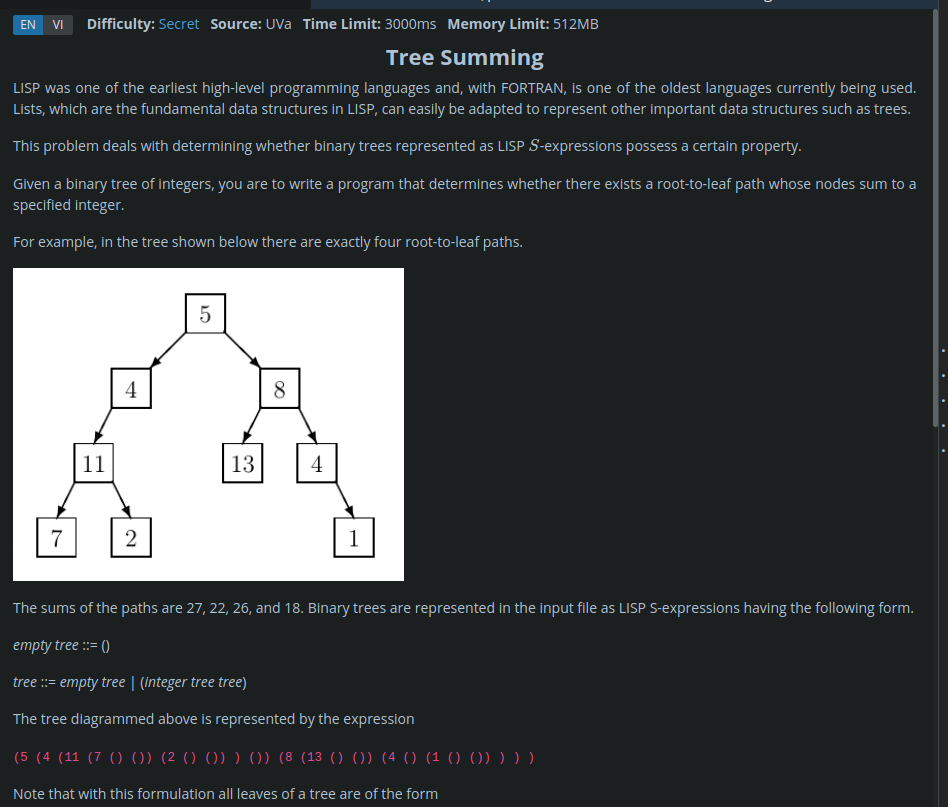 EN VI Difficulty: Secret Source: UVa Time Limit: 3000ms Memory Limit: 512MB
Tree Summing
LISP was one of the earliest high-level programming languages and, with FORTRAN, is one of the oldest languages currently being used.
Lists, which are the fundamental data structures in LISP, can easily be adapted to represent other important data structures such as trees.
This problem deals with determining whether binary trees represented as LISP S-expressions possess a certain property.
Given a binary tree of integers, you are to write a program that determines whether there exists a root-to-leaf path whose nodes sum to a
specified integer.
For example, in the tree shown below there are exactly four root-to-leaf paths.
5
4 8
11 13 4
7 2 1
The sums of the paths are 27, 22, 26, and 18. Binary trees are represented in the input file as LISP S-expressions having the following form.
empty tree ::= ()
tree ::= empty tree | (integer tree tree)
The tree diagrammed above is represented by the expression
(5 (4 (11 (7 () ()) (2 () ()) ) ()) (8 (13 () ()) (4 () (1 () ()) ) ) )
Note that with this formulation all leaves of a tree are of the form